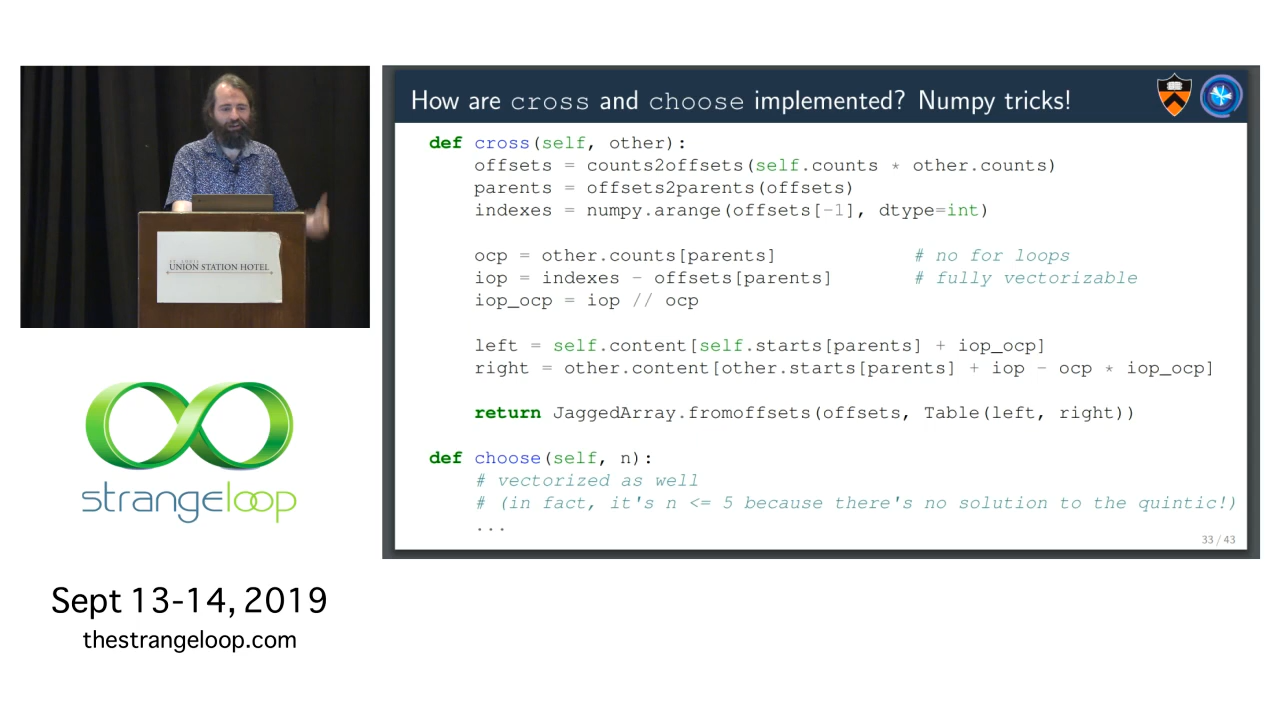 ST. LOUIS
UNION STATION HOTEL
strangeloop
Sept 13-14, 2019
thestrangeloop.com
How are cross and choose implemented? Numpy tricks!
def cross(self, other):
    offsets = counts2offsets(self.counts * other.counts)
    parents = offsets2parents(offsets)
    indexes = numpy.arange(offsets[-1], dtype=int)
    ocp = other.counts[parents]             # no for loops
    iop = indexes - offsets[parents]        # fully vectorizable
    iop_ocp = iop // ocp
    left = self.content[self.starts[parents] + iop_ocp]
    right = other.content[other.starts[parents] + iop - ocp * iop_ocp]
    return JaggedArray.fromoffsets(offsets, Table(left, right))
def choose(self, n):
    # vectorized as well
    # (in fact, it's n <= 5 because there's no solution to the quintic!)
    ...
33 / 43